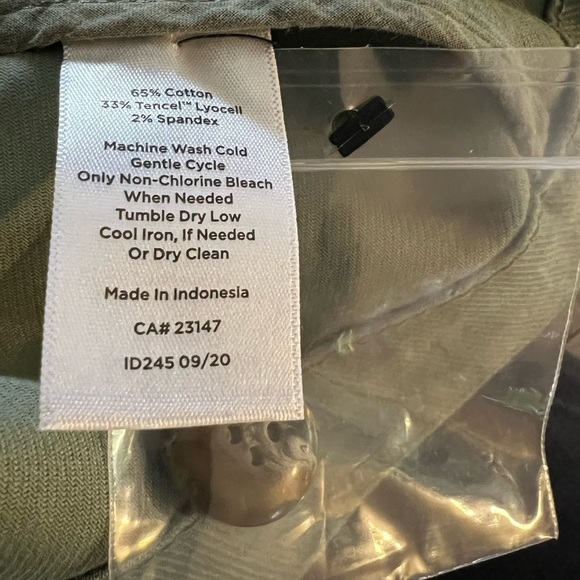 65% Cotton
33% Tencel™ Lyocell
2% Spandex
Machine Wash Cold
Gentle Cycle
Only Non-Chlorine Bleach
When Needed
Tumble Dry Low
Cool Iron, If Needed
Or Dry Clean
Made In Indonesia
CA# 23147
ID245 09/20